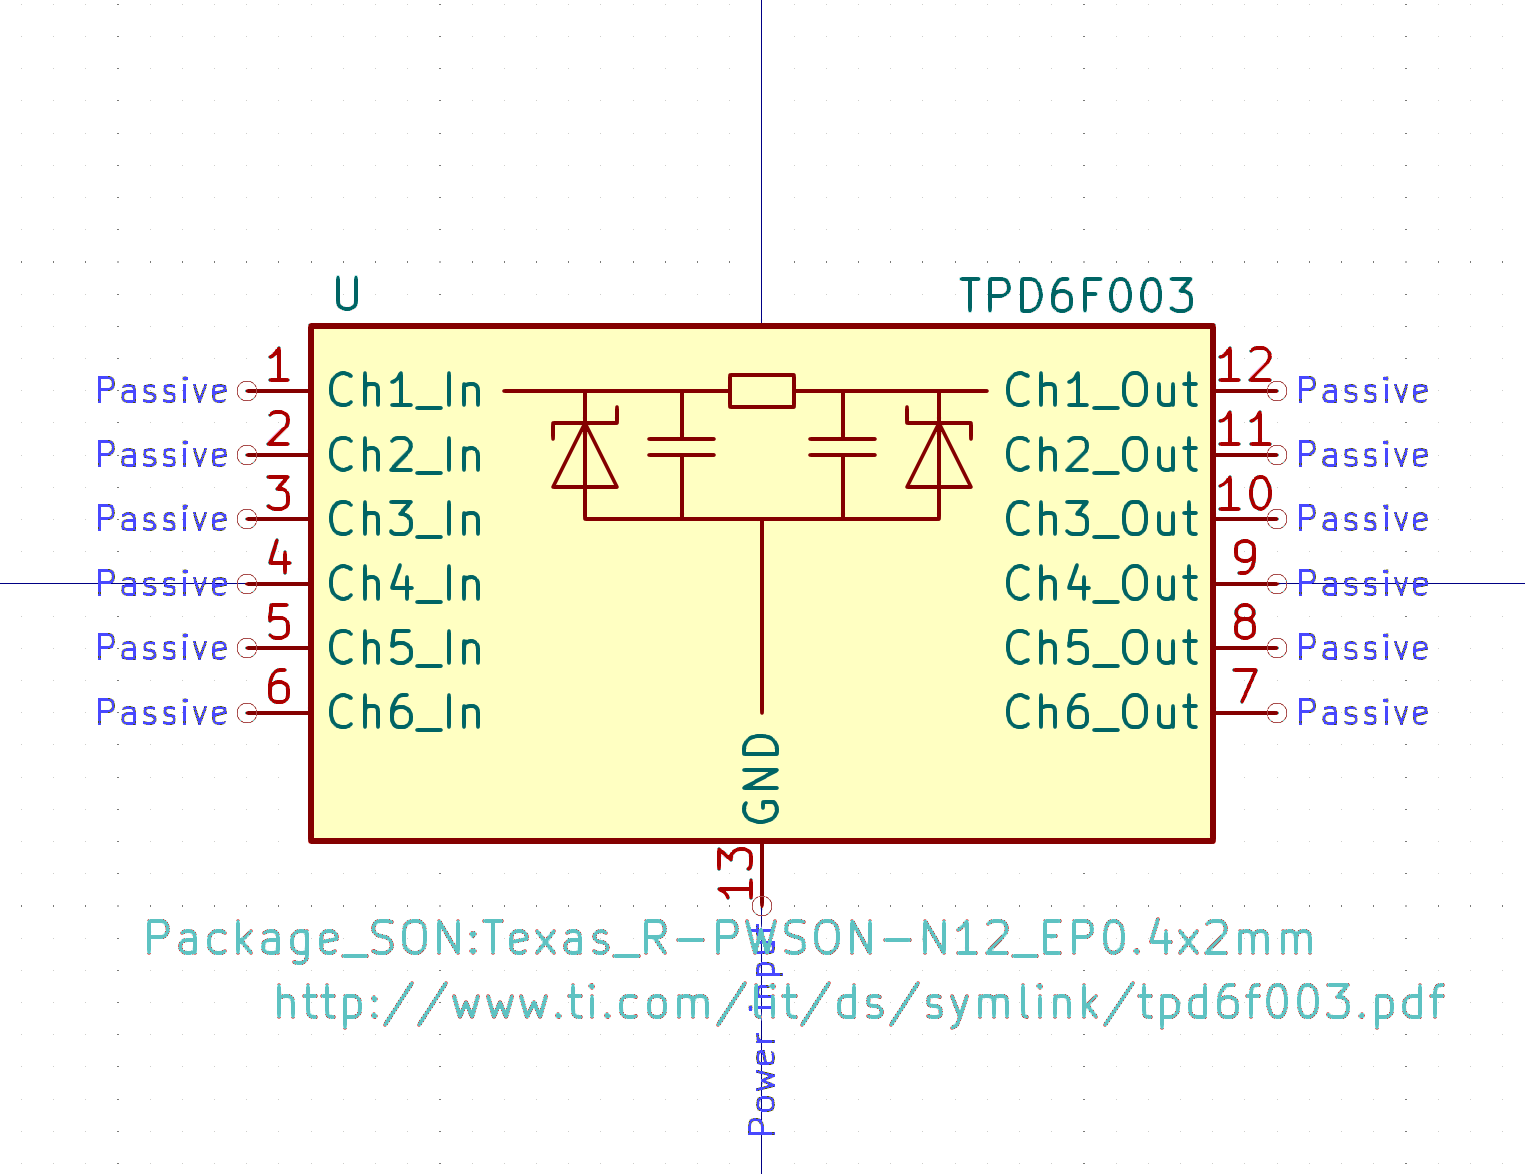 U TPD6F003
Passive 1 Ch1_In Ch1_Out 12 Passive
Passive 2 Ch2_In Ch2_Out 11 Passive
Passive 3 Ch3_In Ch3_Out 10 Passive
Passive 4 Ch4_In Ch4_Out 9 Passive
Passive 5 Ch5_In Ch5_Out 8 Passive
Passive 6 Ch6_In Ch6_Out 7 Passive
GND
13
Package_SON:Texas_R-PWSON-N12_EP0.4x2mm
http://www.ti.com/lit/ds/symlink/tpd6f003.pdf
Power input